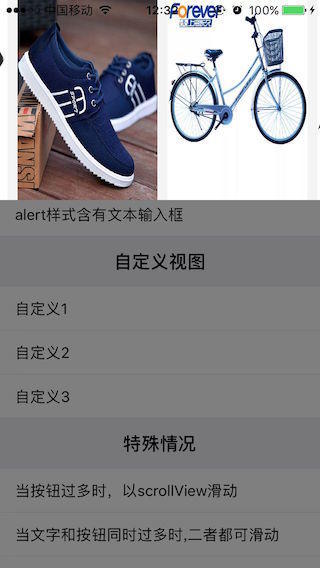 中国移动 12:32 100%
Forever
alert样式含有文本输入框
自定义视图
自定义1
自定义2
自定义3
特殊情况
当按钮过多时，以scrollView滑动
当文字和按钮同时过多时,二者都可滑动